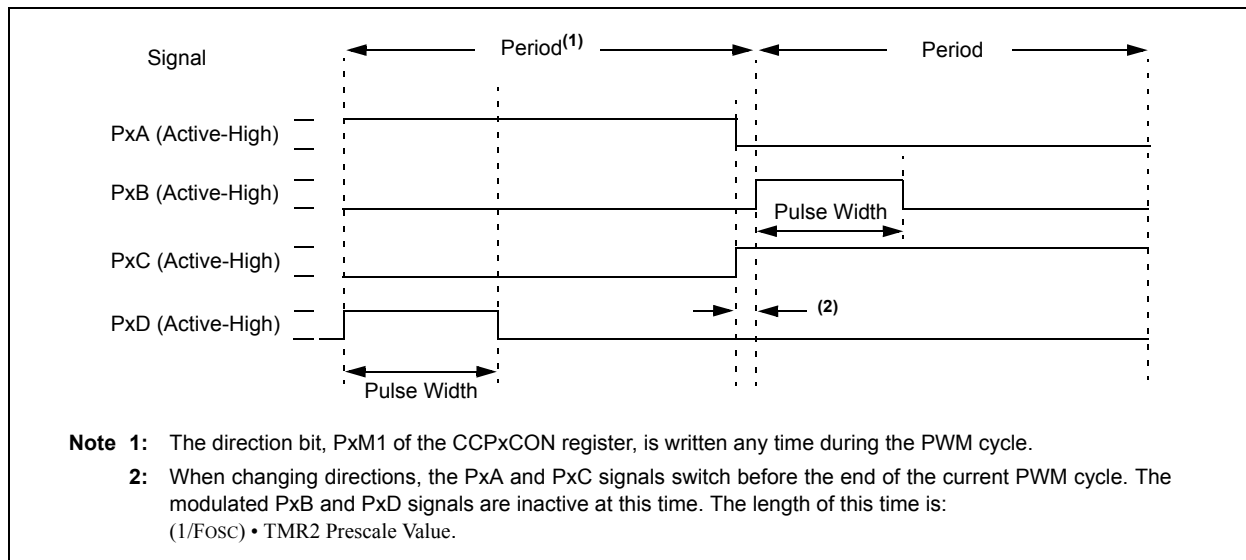 Signal
Period(1)
Period
PxA (Active-High)
PxB (Active-High)
Pulse Width
PxC (Active-High)
(2)
PxD (Active-High)
Pulse Width
Note 1: The direction bit, PxM1 of the CCPxCON register, is written any time during the PWM cycle.
2: When changing directions, the PxA and PxC signals switch before the end of the current PWM cycle. The
modulated PxB and PxD signals are inactive at this time. The length of this time is:
(1/FOSC) • TMR2 Prescale Value.